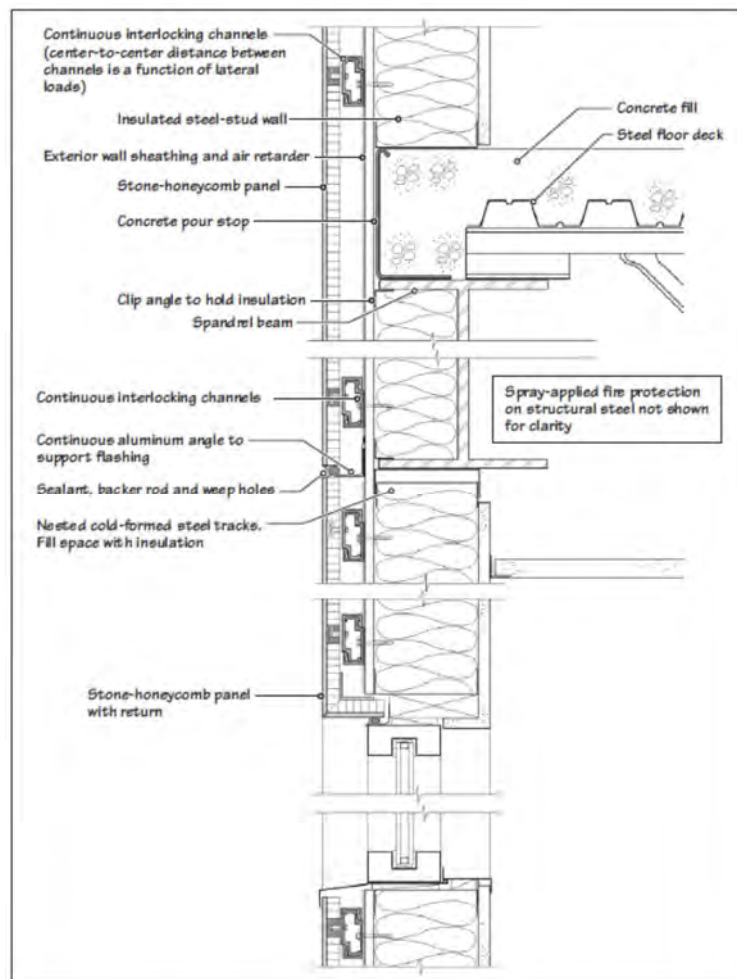 Continuous interlocking channels
(center-to-center distance between
channels is a function of lateral
loads)
Insulated steel-stud wall
Exterior wall sheathing and air retarder
Stone-honeycomb panel
Concrete pour stop
Clip angle to hold insulation
Spandrel beam
Concrete fill
Steel floor deck
Continuous interlocking channels
Continuous aluminum angle to
support flashing
Sealant, backer rod and weep holes
Nested cold-formed steel tracks.
Fill space with insulation
Spray-applied fire protection
on structural steel not shown
for clarity
Stone-honeycomb panel
with return